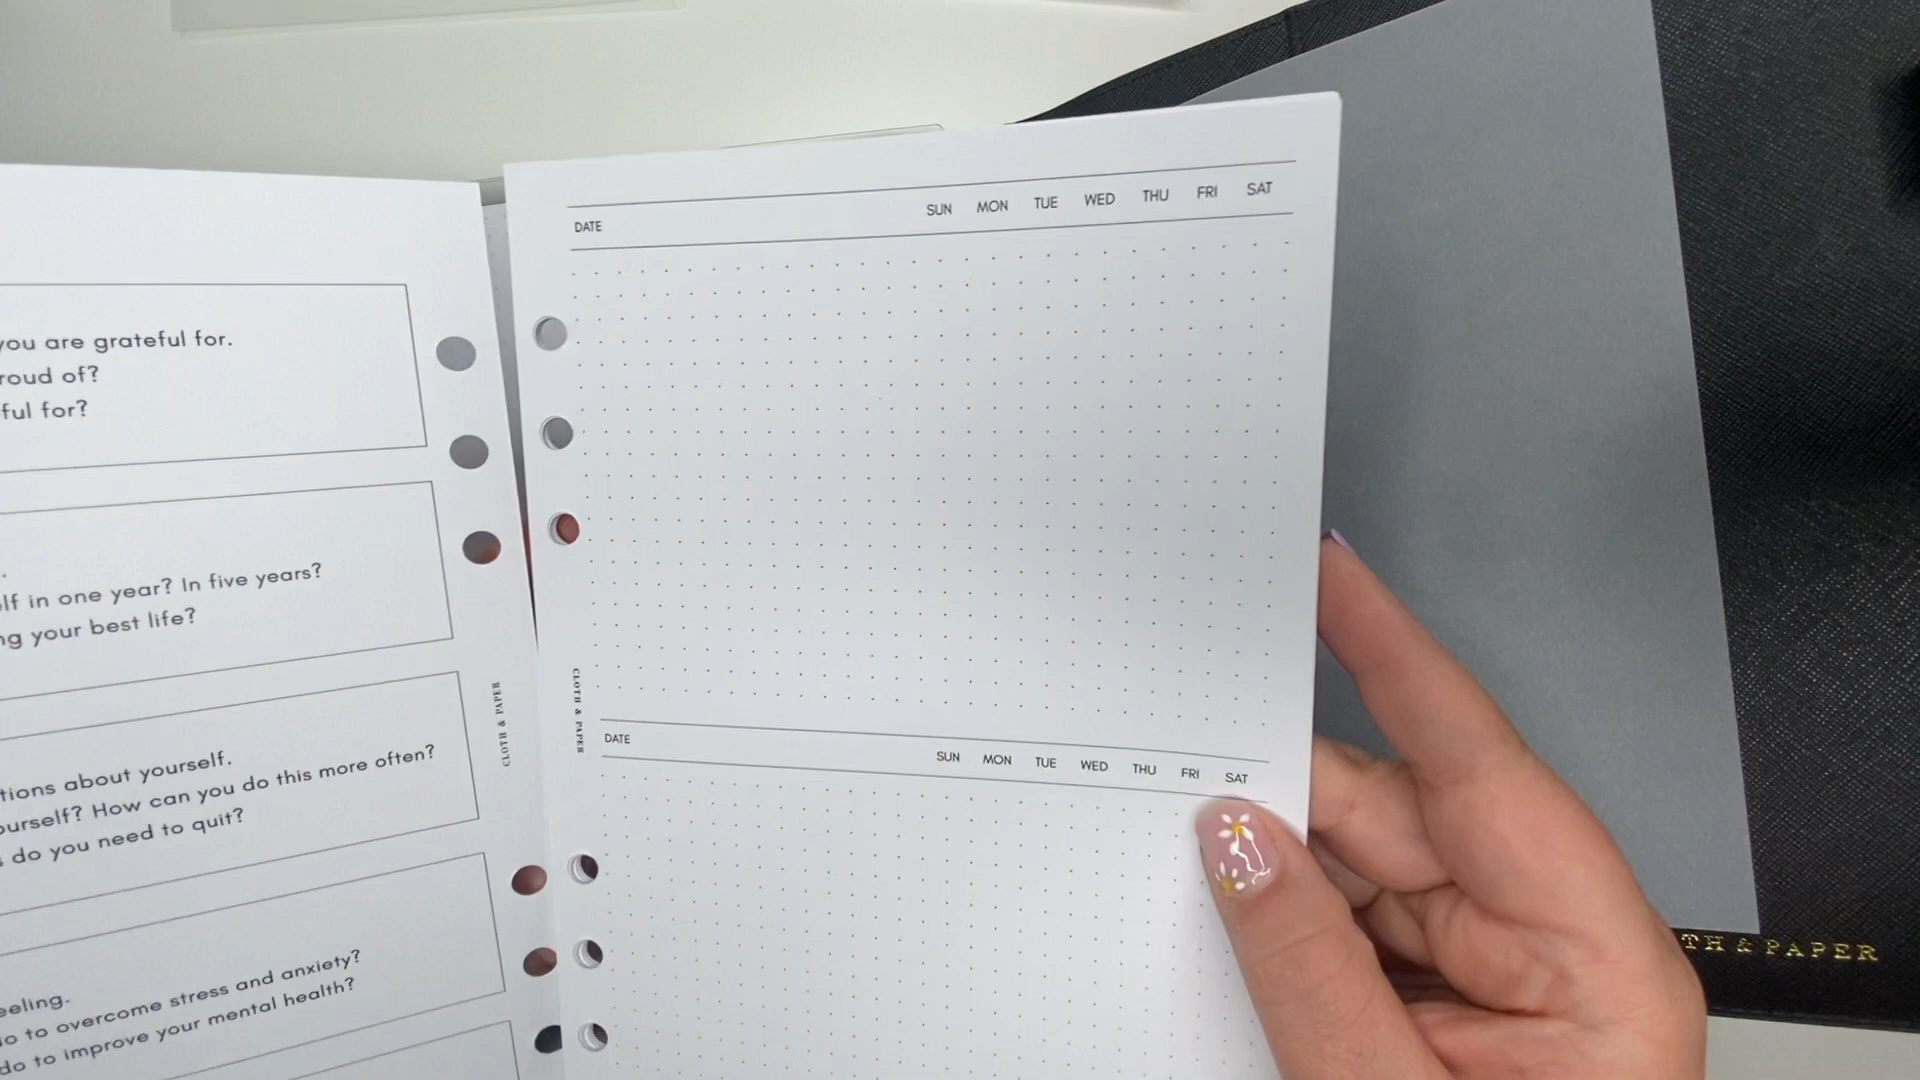 you are grateful for.
roud of?
ful for?
.
lf in one year? In five years?
ng your best life?
tions about yourself.
ourself? How can you do this more often?
s do you need to quit?
eeling.
do to overcome stress and anxiety?
do to improve your mental health?
CLOTH & PAPER
DATE SUN MON TUE WED THU FRI SAT
CLOTH & PAPER
DATE SUN MON TUE WED THU FRI SAT
TH & PAPER